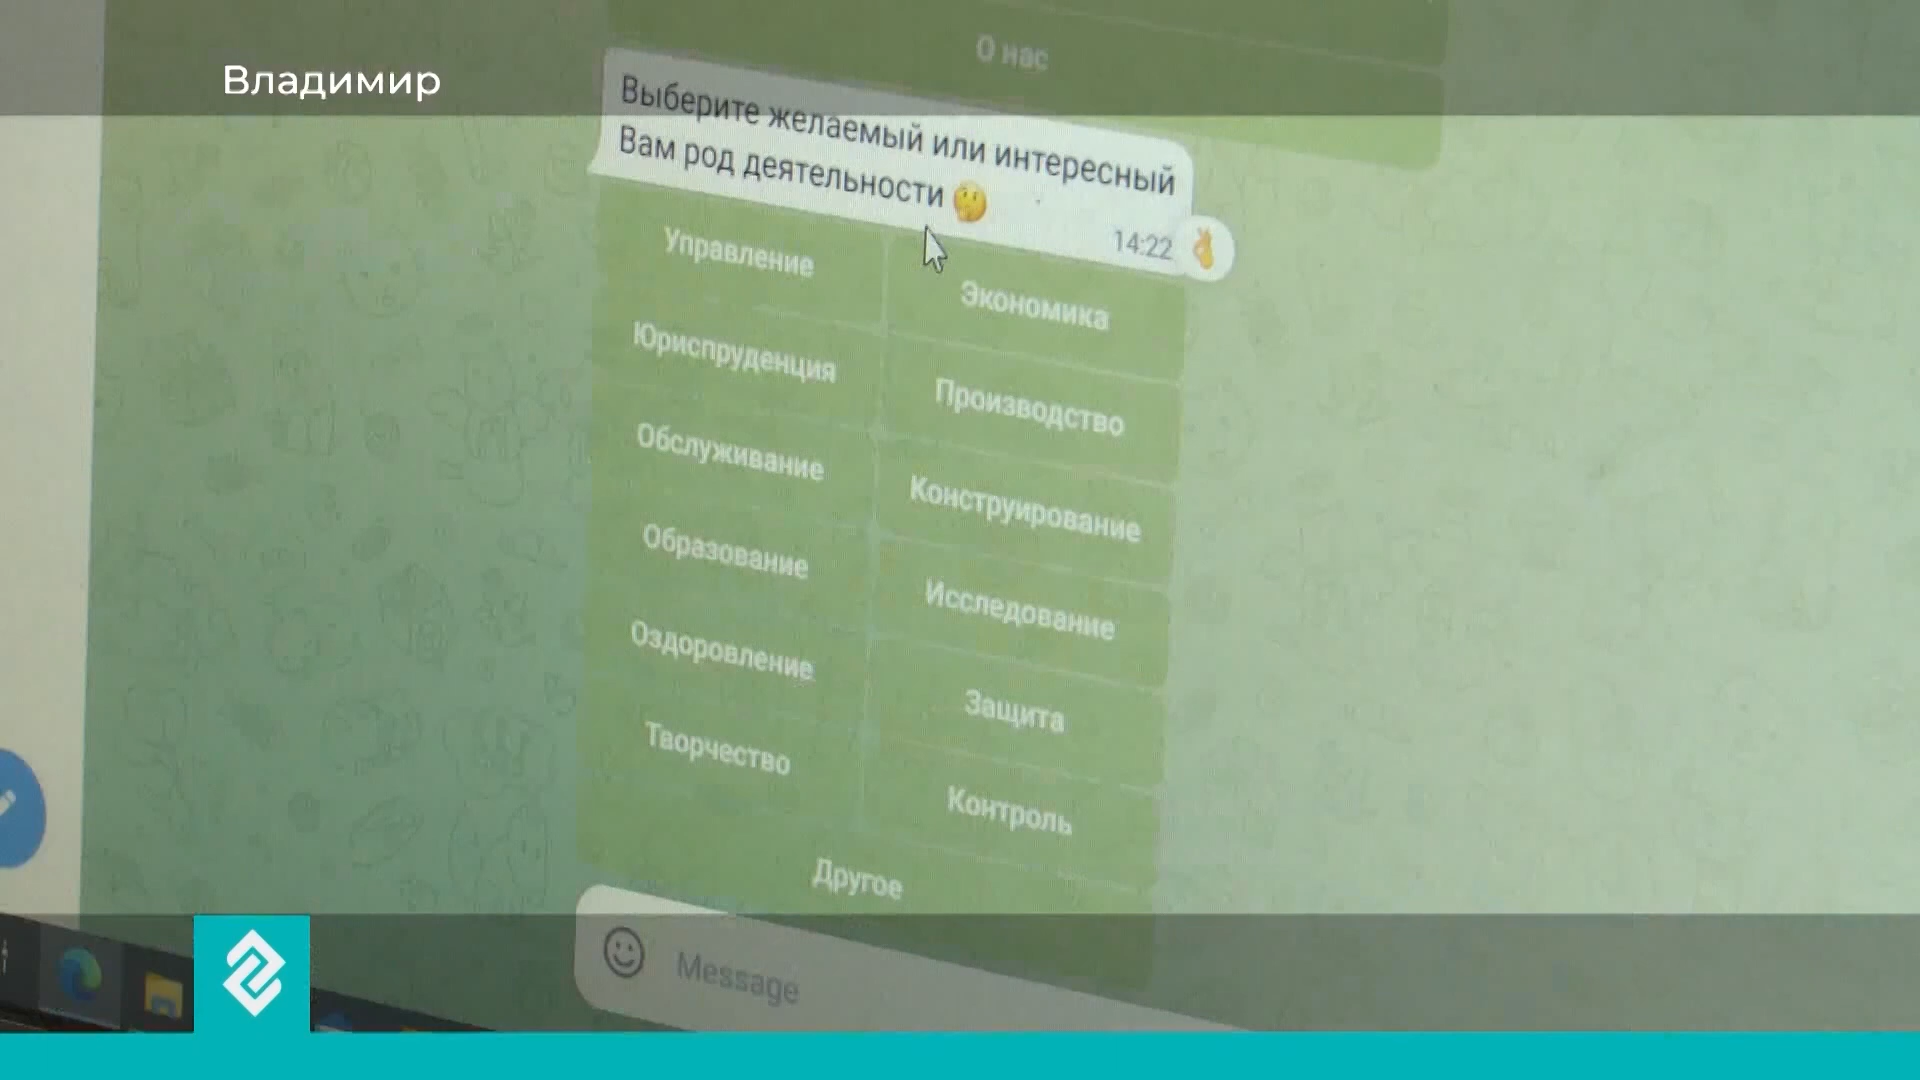 Владимир
О нас
Выберите желаемый или интересный
Вам род деятельности 🤔
14:22
Управление
Экономика
Юриспруденция
Производство
Обслуживание
Конструирование
Образование
Исследование
Оздоровление
Защита
Творчество
Контроль
Другое
Message